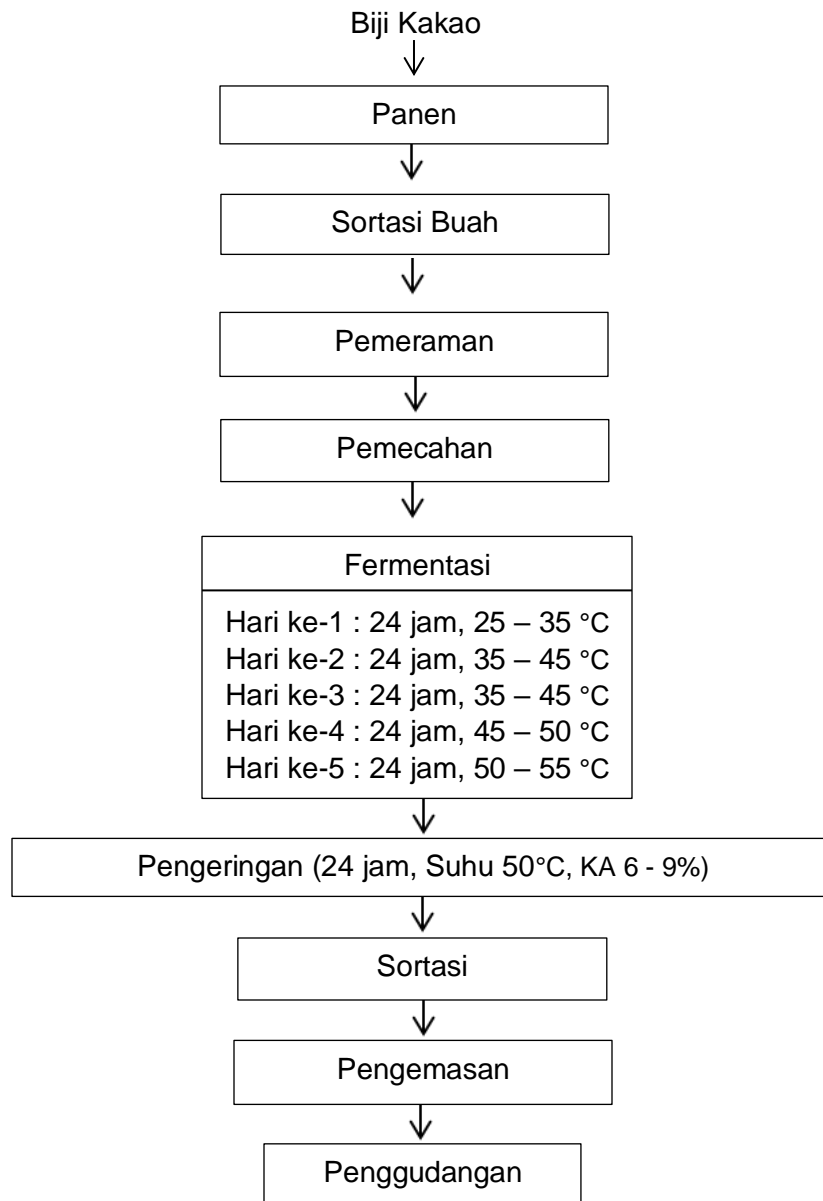 Biji Kakao
Panen
Sortasi Buah
Pemeraman
Pemecahan
Fermentasi
Hari ke-1 : 24 jam, 25 – 35 °C
Hari ke-2 : 24 jam, 35 – 45 °C
Hari ke-3 : 24 jam, 35 – 45 °C
Hari ke-4 : 24 jam, 45 – 50 °C
Hari ke-5 : 24 jam, 50 – 55 °C
Pengeringan (24 jam, Suhu 50°C, KA 6 - 9%)
Sortasi
Pengemasan
Penggudangan